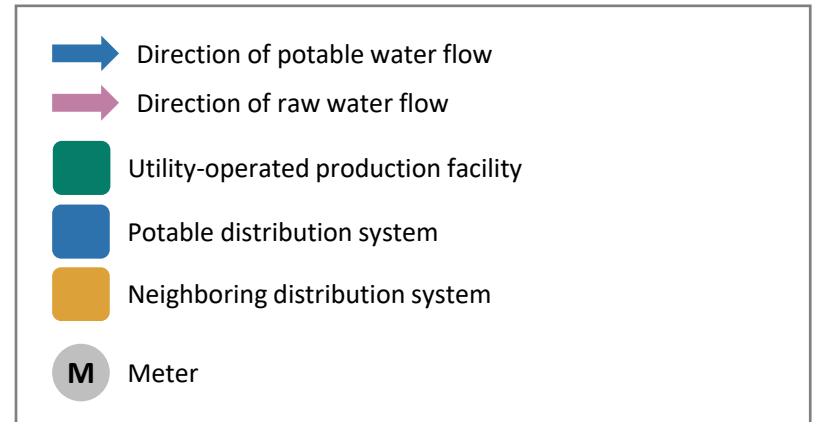 Direction of potable water flow
Direction of raw water flow
Utility-operated production facility
Potable distribution system
Neighboring distribution system
M Meter